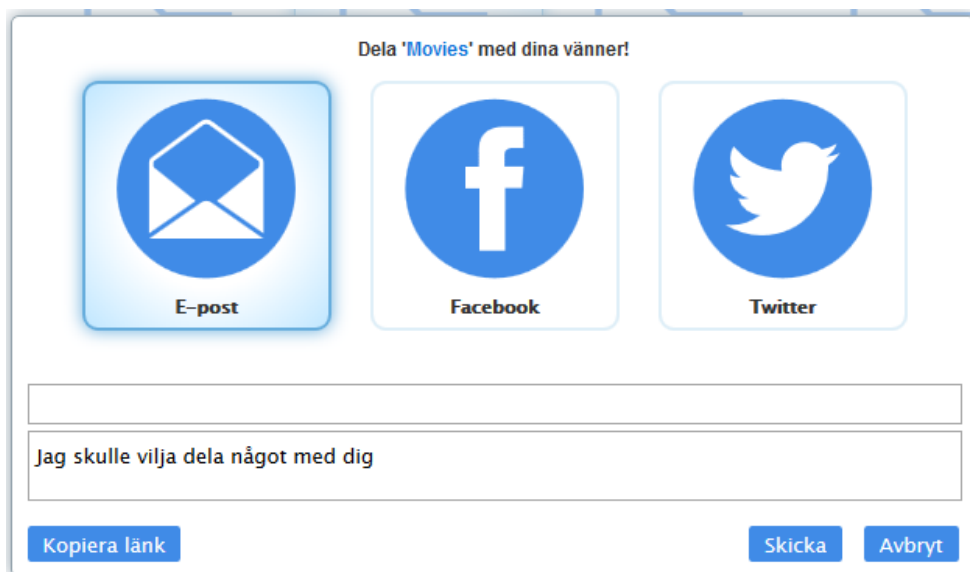 Dela 'Movies' med dina vänner!
E-post
Facebook
Twitter
Jag skulle vilja dela något med dig
Kopiera länk
Skicka
Avbryt